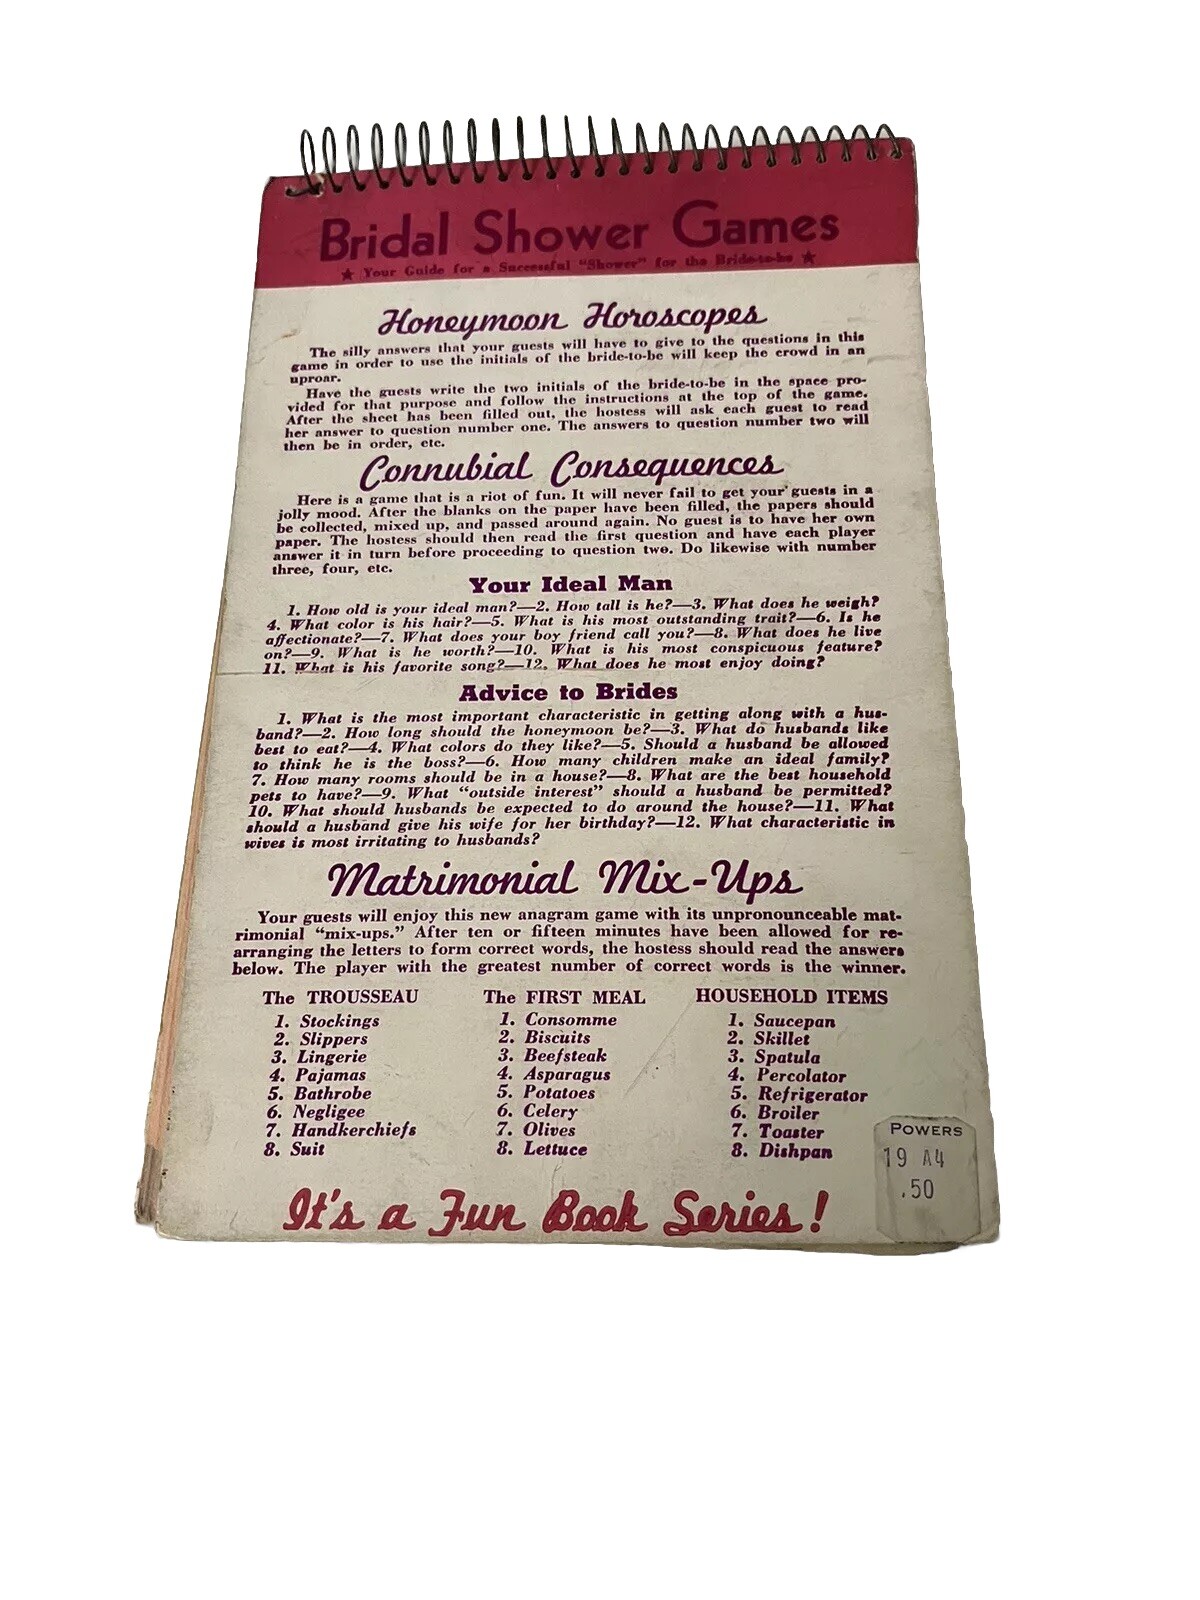 Bridal Shower Games
★ Your Guide for a Successful "Shower" for the Bride-to-be ★
Honeymoon Horoscopes
The silly answers that your guests will have to give to the questions in this
game in order to use the initials of the bride-to-be will keep the crowd in an
uproar.
Have the guests write the two initials of the bride-to-be in the space pro-
vided for that purpose and follow the instructions at the top of the game.
After the sheet has been filled out, the hostess will ask each guest to read
her answer to question number one. The answers to question number two will
then be in order, etc.
Connubial Consequences
Here is a game that is a riot of fun. It will never fail to get your guests in a
jolly mood. After the blanks on the paper have been filled, the papers should
be collected, mixed up, and passed around again. No guest is to have her own
paper. The hostess should then read the first question and have each player
answer it in turn before proceeding to question two. Do likewise with number
three, four, etc.
Your Ideal Man
1. How old is your ideal man?—2. How tall is he?—3. What does he weigh?
4. What color is his hair?—5. What is his most outstanding trait?—6. Is he
affectionate?—7. What does your boy friend call you?—8. What does he live
on?—9. What is he worth?—10. What is his most conspicuous feature?
11. What is his favorite song?—12. What does he most enjoy doing?
Advice to Brides
1. What is the most important characteristic in getting along with a hus-
band?—2. How long should the honeymoon be?—3. What do husbands like
best to eat?—4. What colors do they like?—5. Should a husband be allowed
to think he is the boss?—6. How many children make an ideal family?
7. How many rooms should be in a house?—8. What are the best household
pets to have?—9. What "outside interest" should a husband be permitted?
10. What should husbands be expected to do around the house?—11. What
should a husband give his wife for her birthday?—12. What characteristic in
wives is most irritating to husbands?
Matrimonial Mix-Ups
Your guests will enjoy this new anagram game with its unpronounceable mat-
rimonial "mix-ups." After ten or fifteen minutes have been allowed for re-
arranging the letters to form correct words, the hostess should read the answers
below. The player with the greatest number of correct words is the winner.
The TROUSSEAU
1. Stockings
2. Slippers
3. Lingerie
4. Pajamas
5. Bathrobe
6. Negligee
7. Handkerchiefs
8. Suit
The FIRST MEAL
1. Consomme
2. Biscuits
3. Beefsteak
4. Asparagus
5. Potatoes
6. Celery
7. Olives
8. Lettuce
HOUSEHOLD ITEMS
1. Saucepan
2. Skillet
3. Spatula
4. Percolator
5. Refrigerator
6. Broiler
7. Toaster
8. Dishpan
POWERS
19 A4
.50
It's a Fun Book Series!